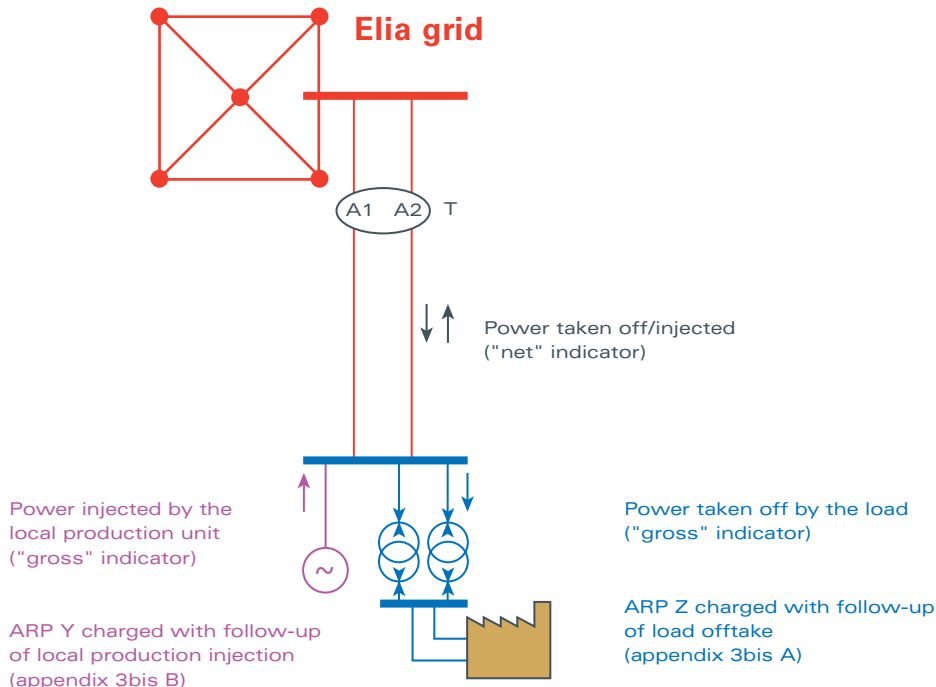 Elia grid
A1 A2 T
Power taken off/injected
("net" indicator)
Power injected by the
local production unit
("gross" indicator)
Power taken off by the load
("gross" indicator)
~
ARP Y charged with follow-up
of local production injection
(appendix 3bis B)
ARP Z charged with follow-up
of load offtake
(appendix 3bis A)